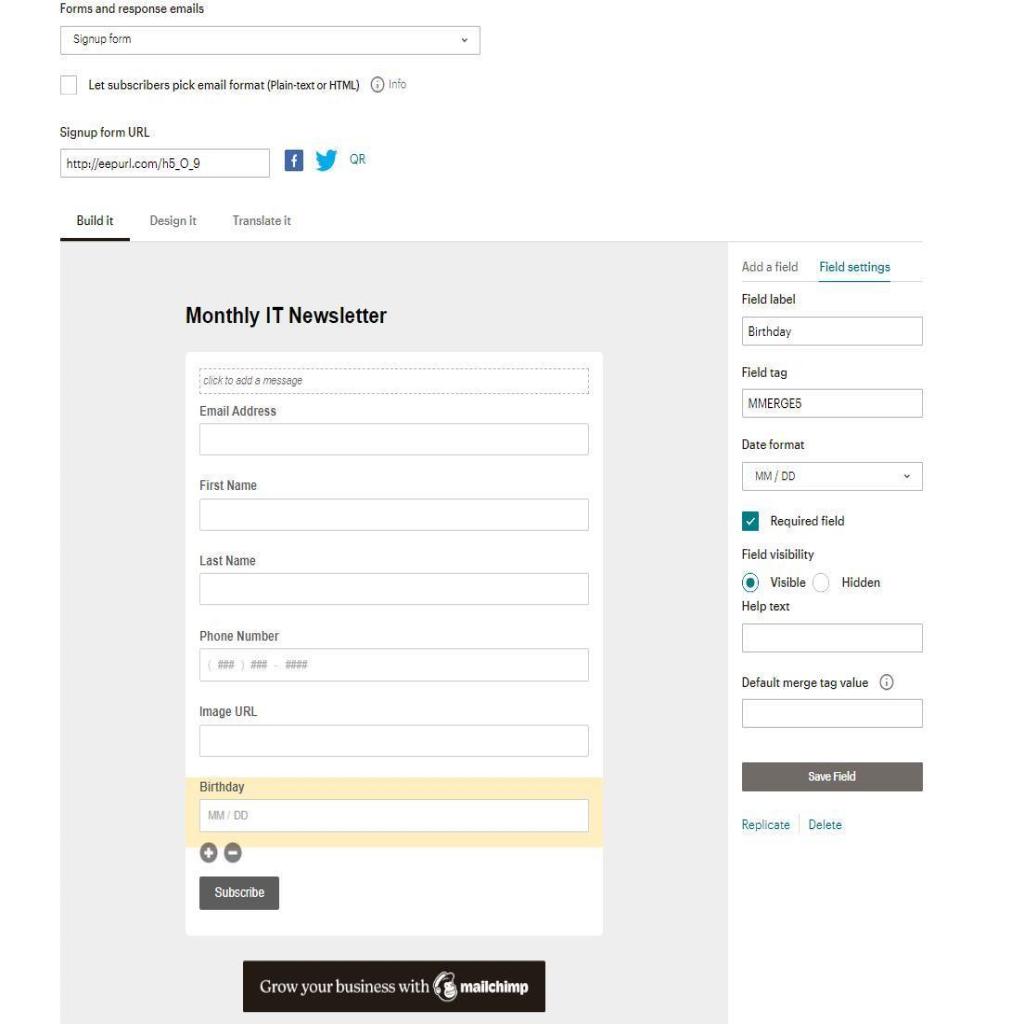 Forms and response emails
Signup form
Let subscribers pick email format (Plain-text or HTML) Info
Signup form URL
http://eepurl.com/h5_O_9 QR
Build it Design it Translate it
Add a field Field settings
Monthly IT Newsletter
click to add a message
Email Address
First Name
Last Name
Phone Number
( ### ) ### - ####
Image URL
Birthday
MM / DD
Subscribe
Grow your business with mailchimp
Field label
Birthday
Field tag
MMERGE5
Date format
MM / DD
Required field
Field visibility
Visible Hidden
Help text
Default merge tag value
Save Field
Replicate Delete